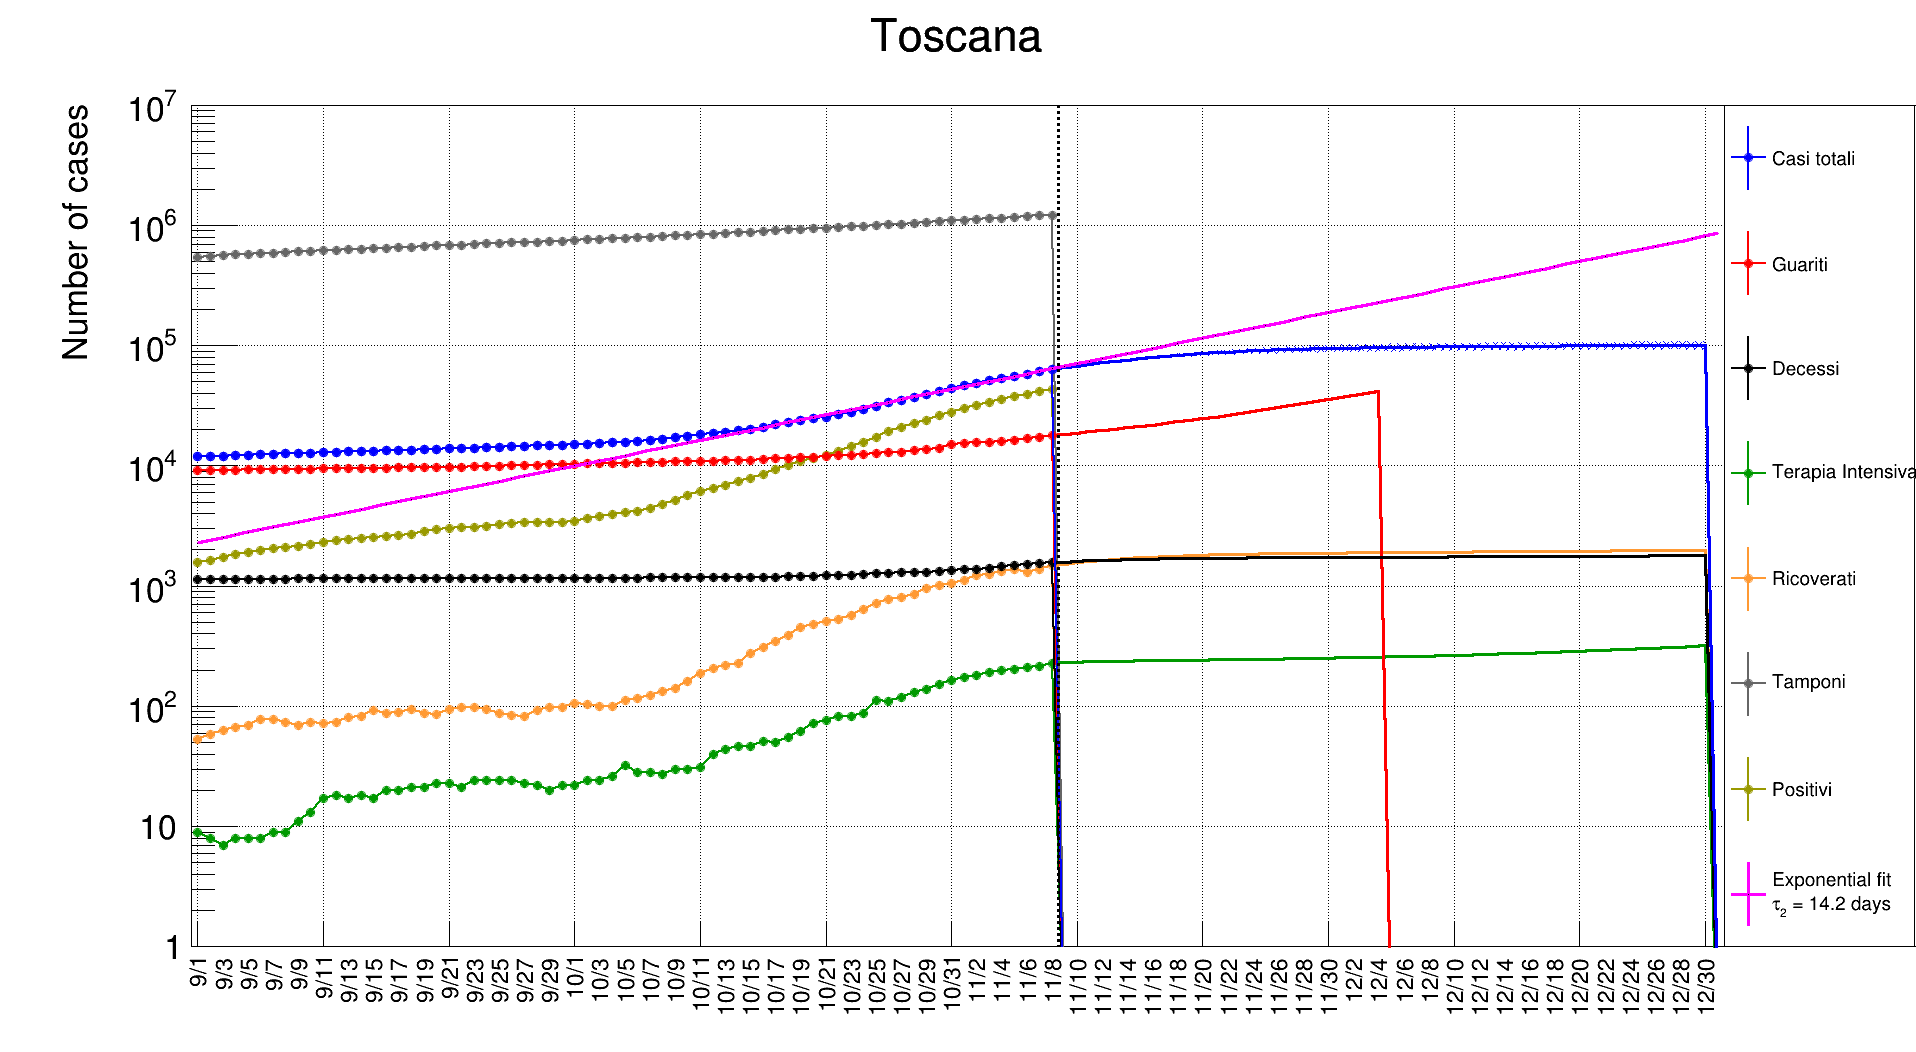 Toscana
Number of cases
10^7
10^6
10^5
10^4
10^3
10^2
10
1
9/1 9/3 9/5 9/7 9/9 9/11 9/13 9/15 9/17 9/19 9/21 9/23 9/25 9/27 9/29 10/1 10/3 10/5 10/7 10/9 10/11 10/13 10/15 10/17 10/19 10/21 10/23 10/25 10/27 10/29 10/31 11/2 11/4 11/6 11/8 11/10 11/12 11/14 11/16 11/18 11/20 11/22 11/24 11/26 11/28 11/30 12/2 12/4 12/6 12/8 12/10 12/12 12/14 12/16 12/18 12/20 12/22 12/24 12/26 12/28 12/30
Casi totali
Guariti
Decessi
Terapia Intensiva
Ricoverati
Tamponi
Positivi
Exponential fit
τ₂ = 14.2 days